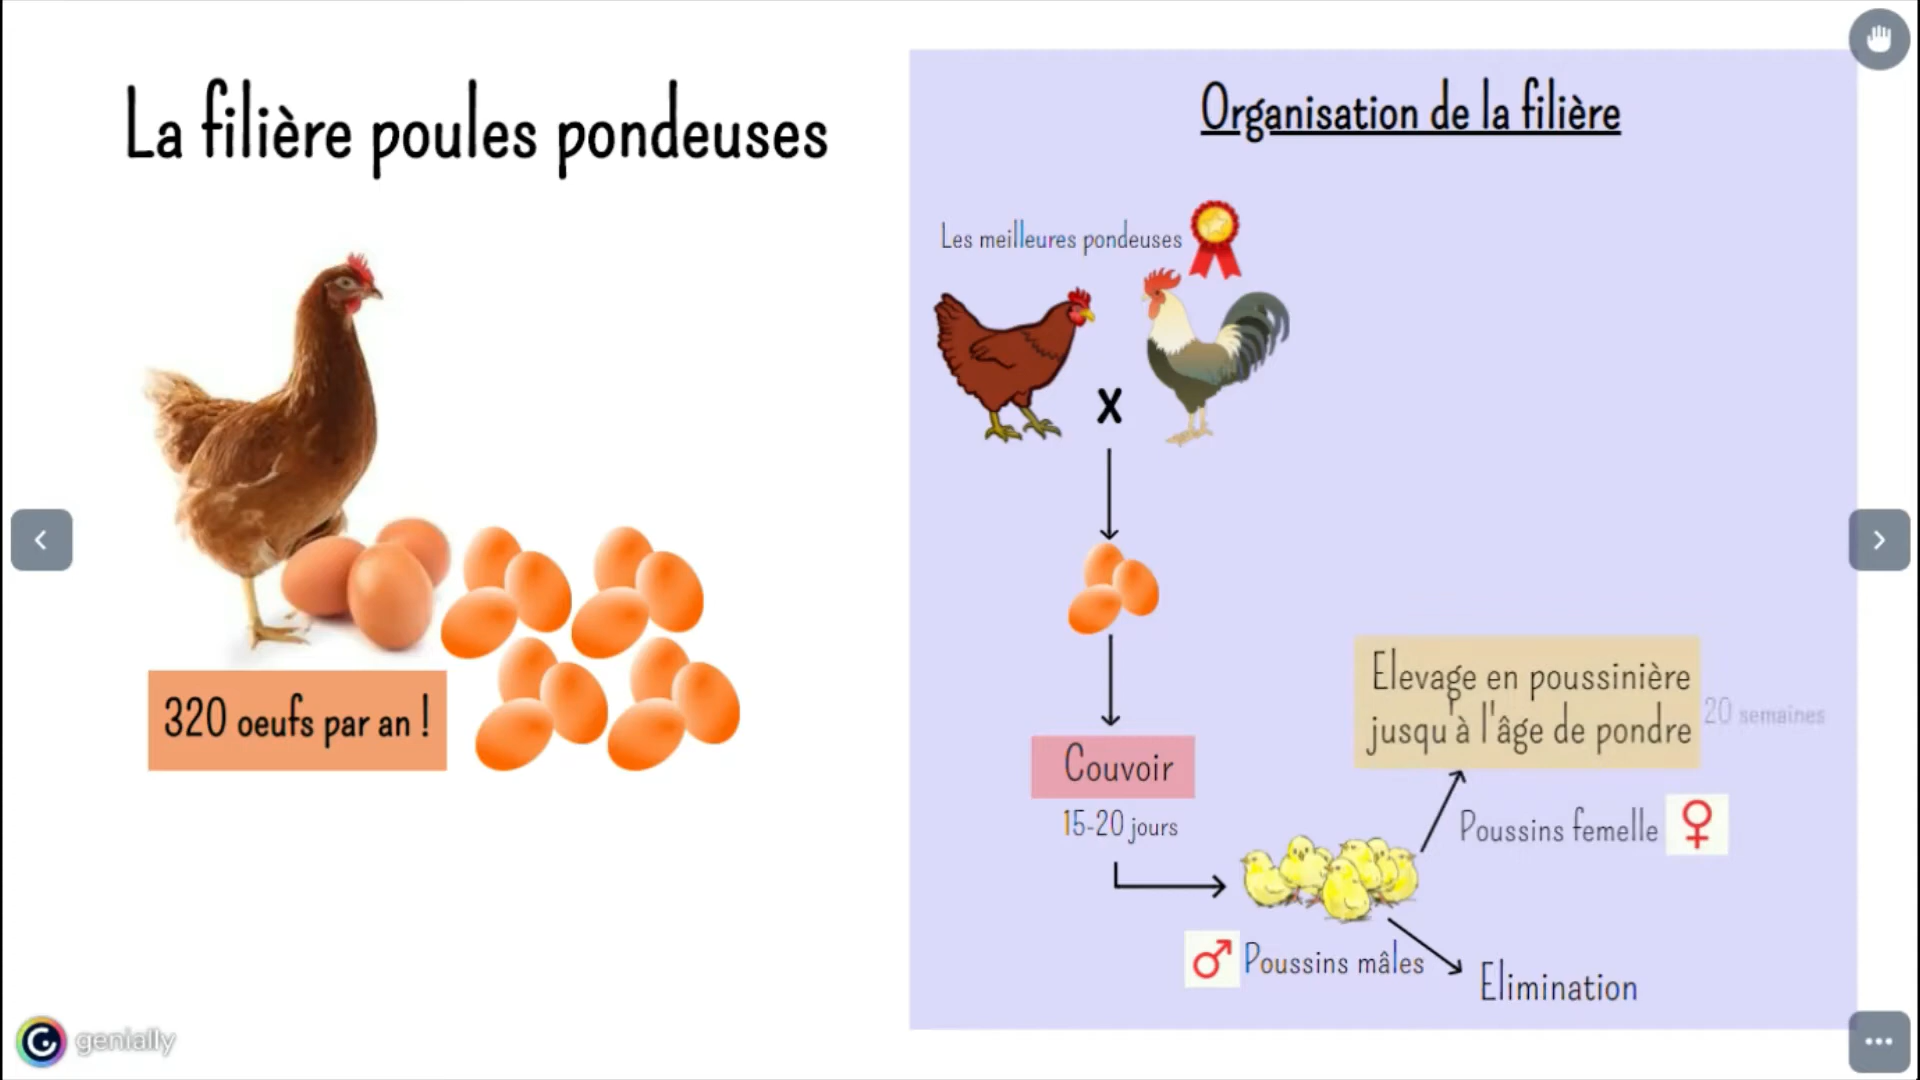 La filière poules pondeuses
320 oeufs par an !
Organisation de la filière
Les meilleures pondeuses
X
Couvoir
15-20 jours
Elevage en poussinière
jusqu'à l'âge de pondre
20 semaines
Poussins femelle
Poussins mâles
Elimination
genially